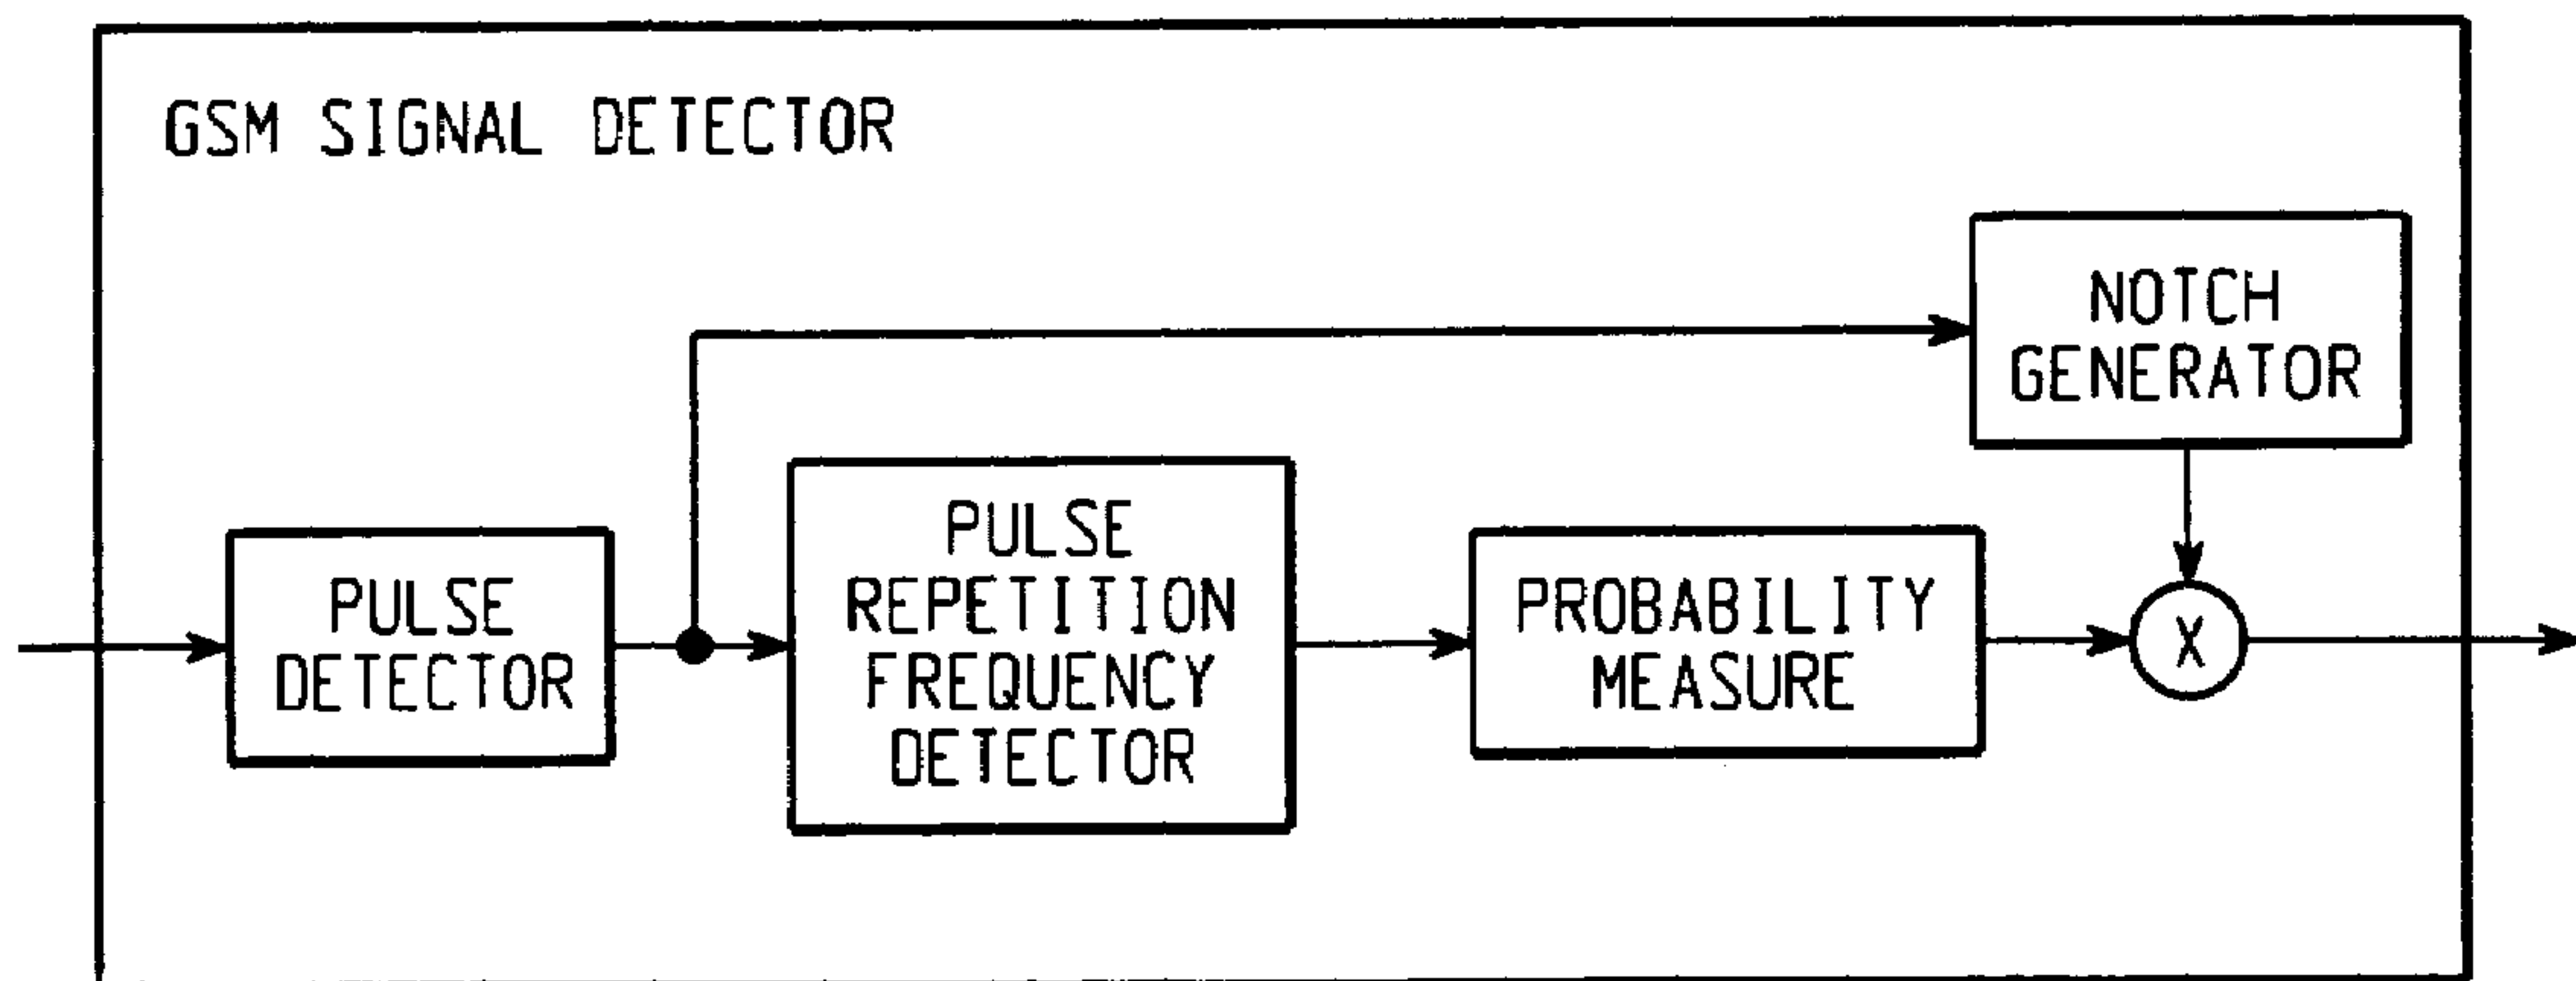 GSM SIGNAL DETECTOR
NOTCH
GENERATOR
PULSE
DETECTOR
PULSE
REPETITION
FREQUENCY
DETECTOR
PROBABILITY
MEASURE
X